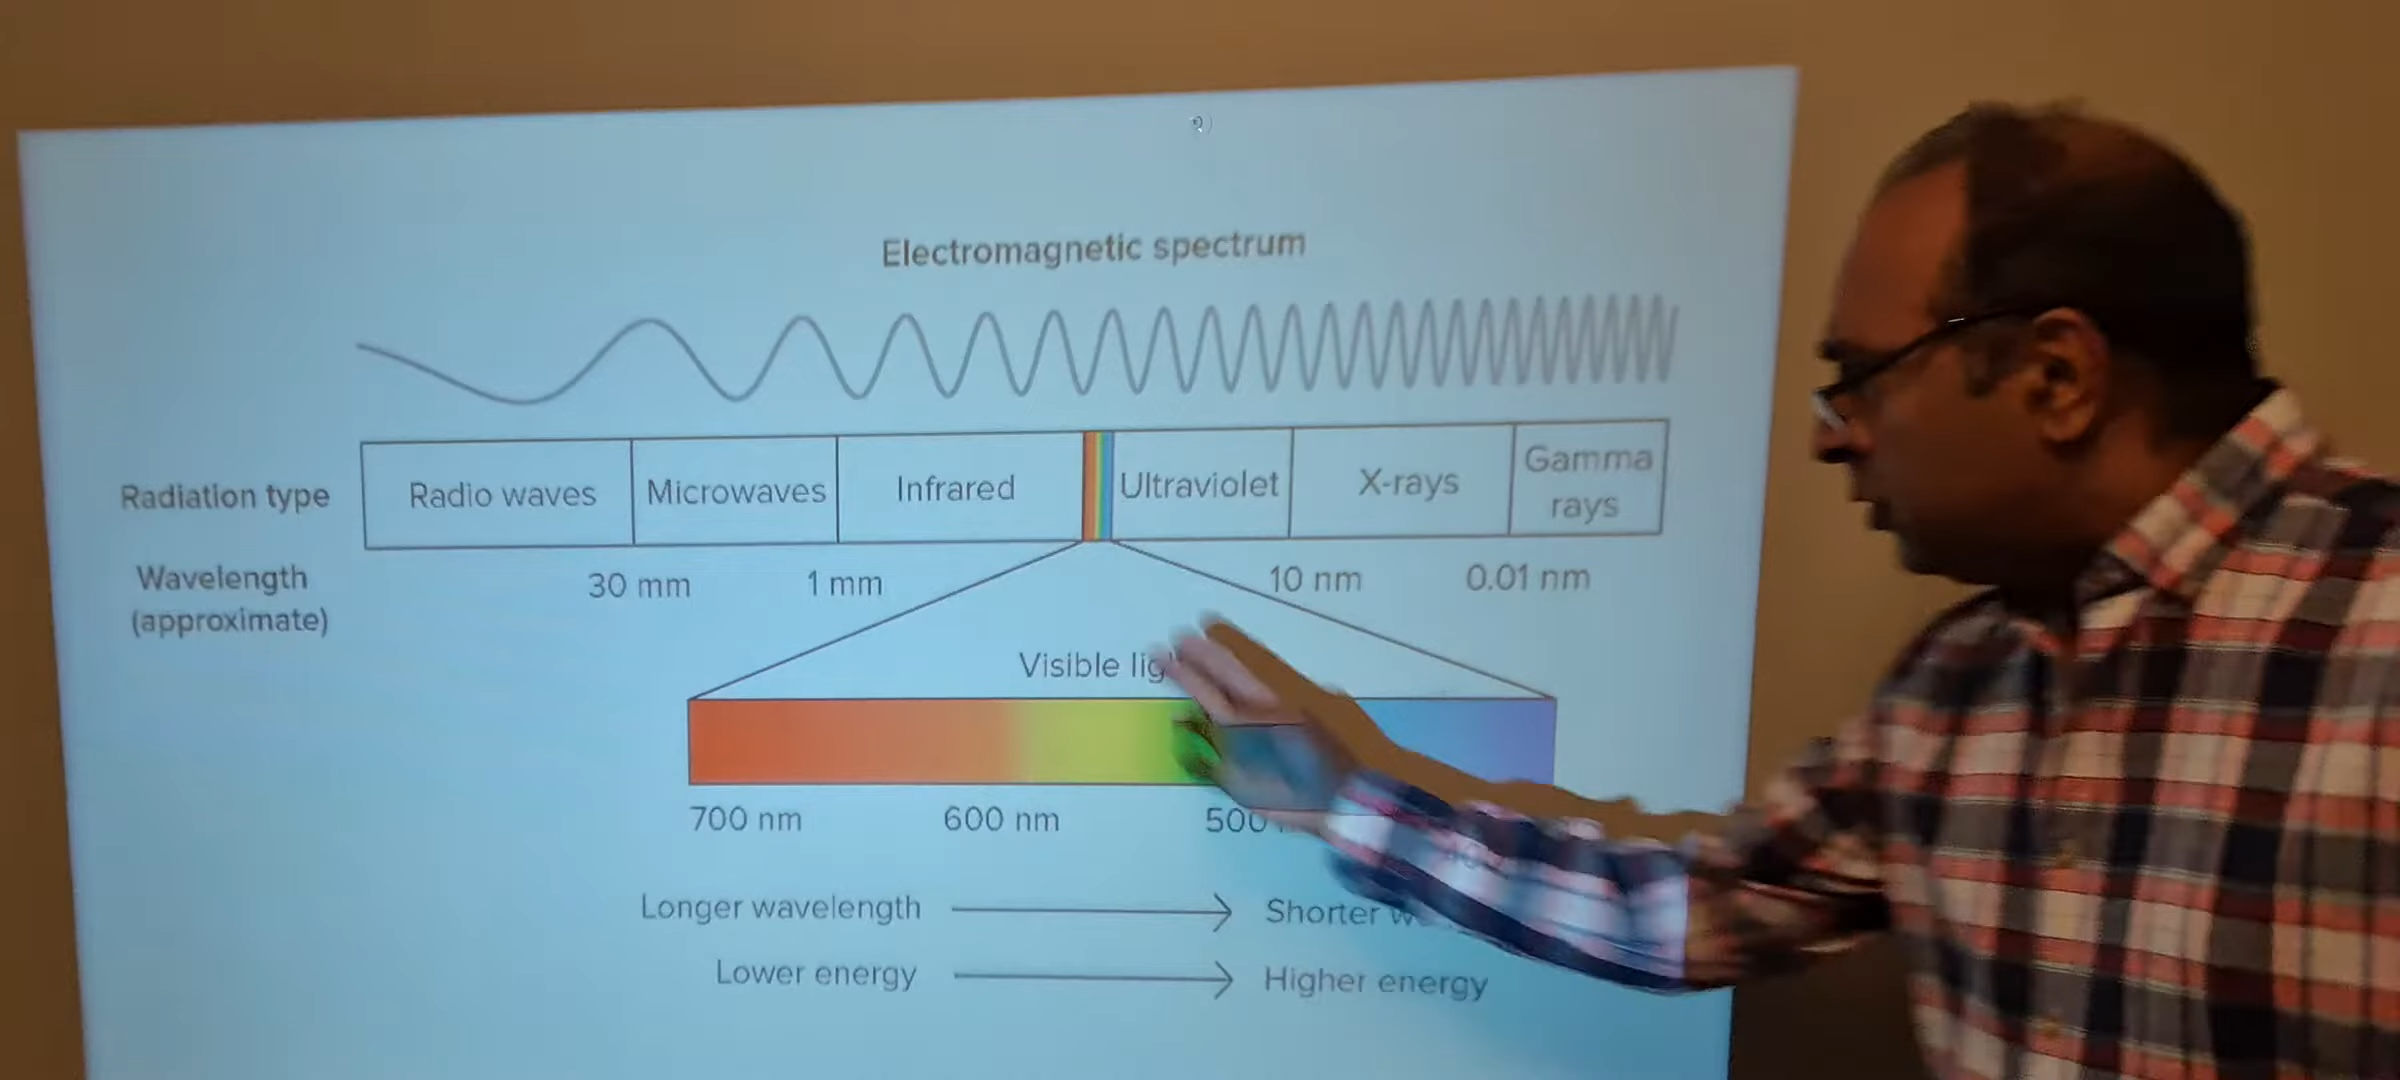 Electromagnetic spectrum
Radiation type
Radio waves
Microwaves
Infrared
Ultraviolet
X-rays
Gamma
rays
Wavelength
(approximate)
30 mm
1 mm
10 nm
0.01 nm
Visible
700 nm
600 nm
500
Longer wavelength
Shorter
Lower energy
Higher energy